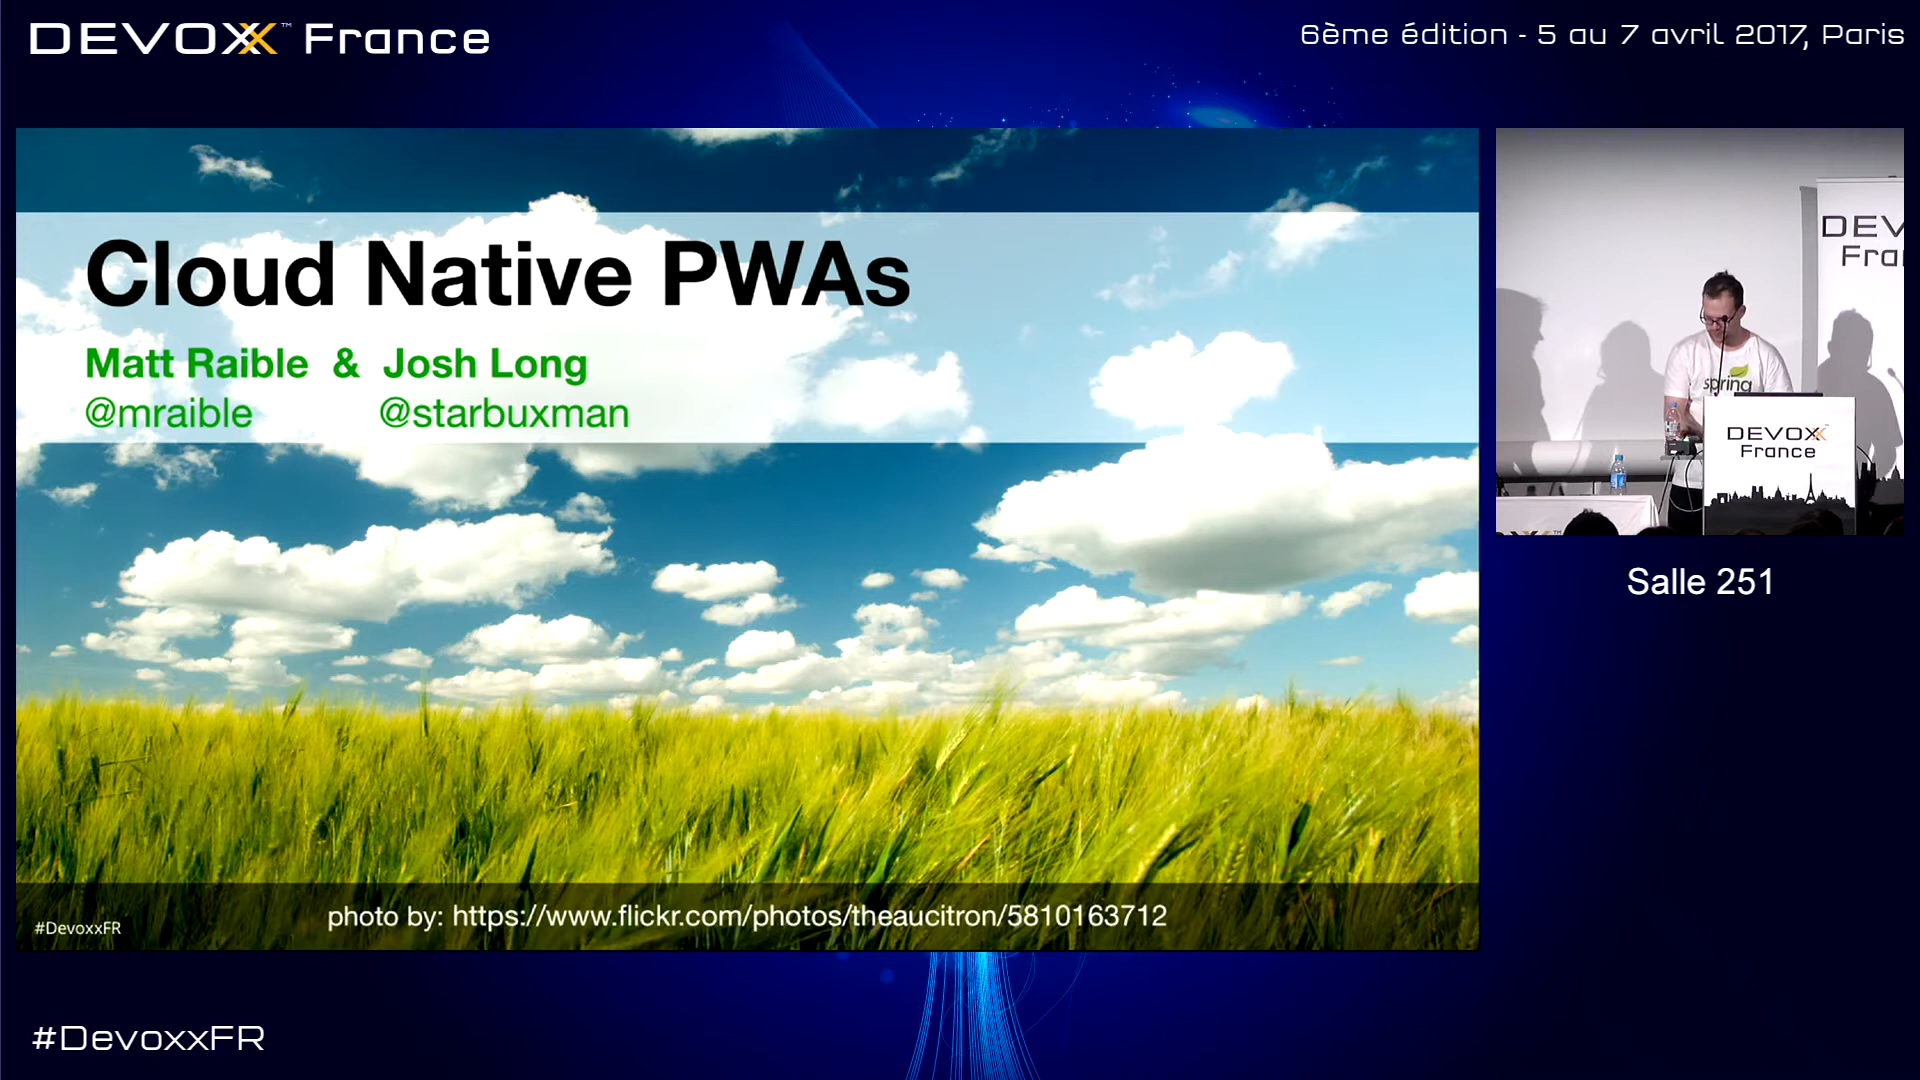 DEVOXX™ France
6ème édition - 5 au 7 avril 2017, Paris
Cloud Native PWAs
Matt Raible & Josh Long
@mraible @starbuxman
#DevoxxFR
photo by: https://www.flickr.com/photos/theaucitron/5810163712
DEV
Fra
spring
DEVOXX
France
Salle 251
#DevoxxFR